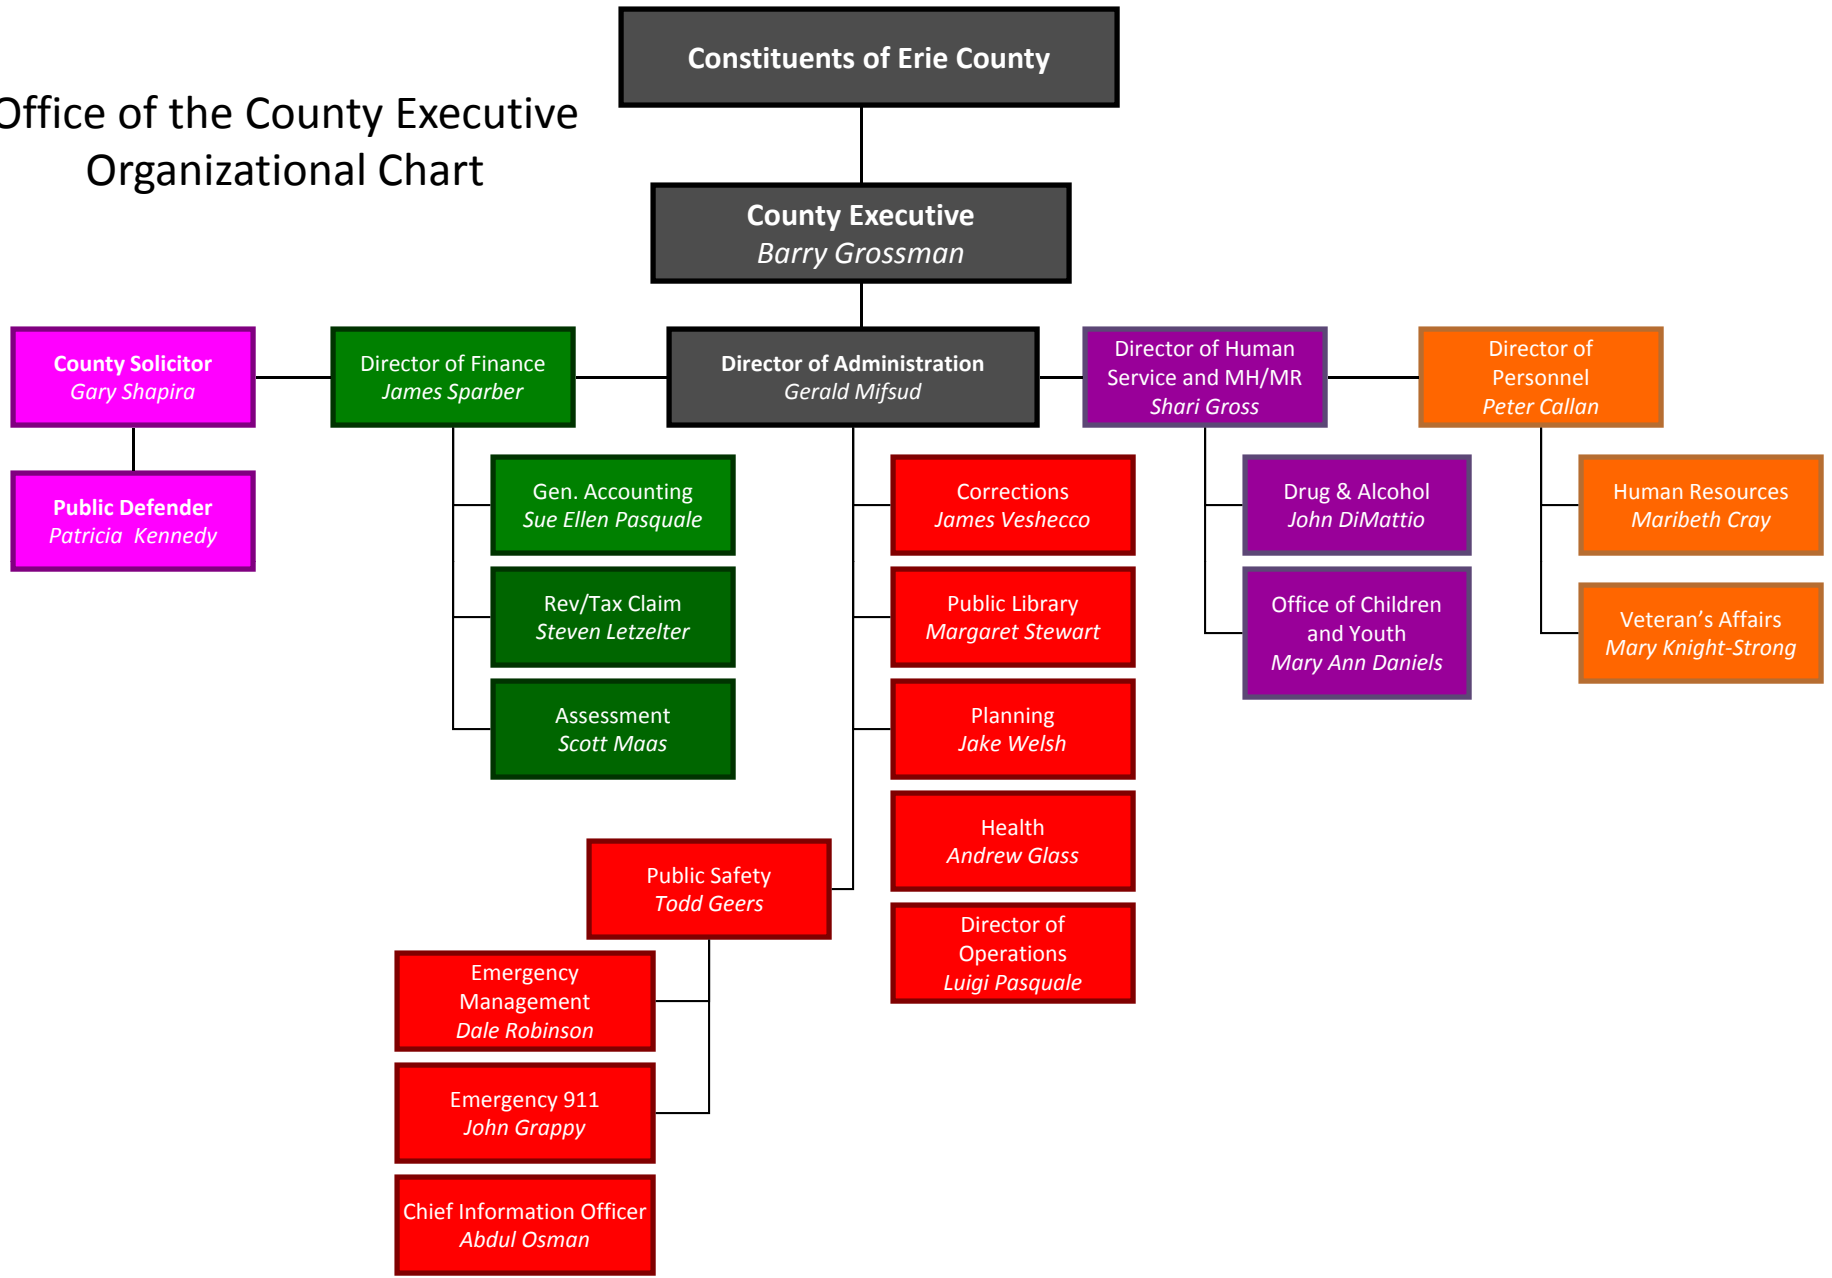 Constituents of Erie County
Office of the County Executive
Organizational Chart
County Executive
Barry Grossman
County Solicitor
Gary Shapira
Director of Finance
James Sparber
Director of Administration
Gerald Mifsud
Director of Human
Service and MH/MR
Shari Gross
Director of
Personnel
Peter Callan
Public Defender
Patricia  Kennedy
Gen. Accounting
Sue Ellen Pasquale
Rev/Tax Claim
Steven Letzelter
Assessment
Scott Maas
Corrections
James Veshecco
Public Library
Margaret Stewart
Planning
Jake Welsh
Health
Andrew Glass
Director of
Operations
Luigi Pasquale
Drug & Alcohol
John DiMattio
Office of Children
and Youth
Mary Ann Daniels
Human Resources
Maribeth Cray
Veteran’s Affairs
Mary Knight-Strong
Public Safety
Todd Geers
Emergency
Management
Dale Robinson
Emergency 911
John Grappy
Chief Information Officer
Abdul Osman